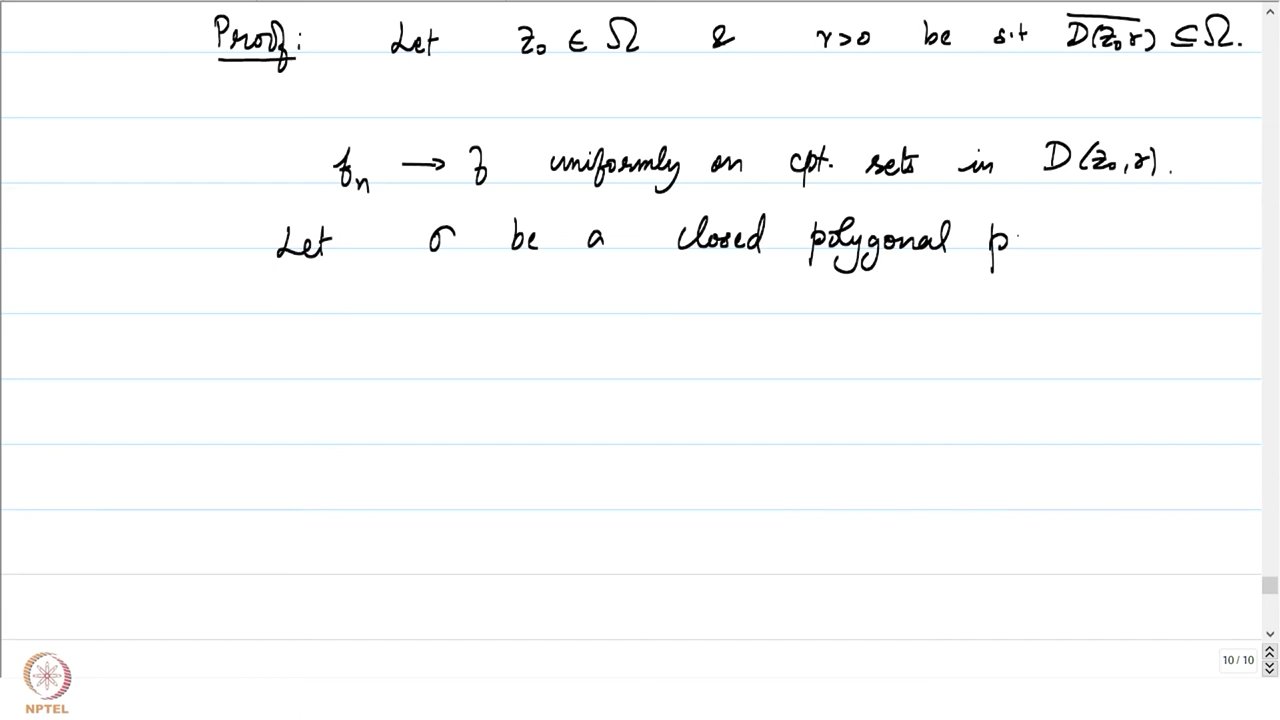 Proof: Let z₀ ∈ Ω & r>0 be s.t $\overline{D(z_0, r)}$ ⊆ Ω.
fₙ → f uniformly on cpt. sets in D(z₀, r).
Let σ be a closed polygonal p
10 / 10
NPTEL